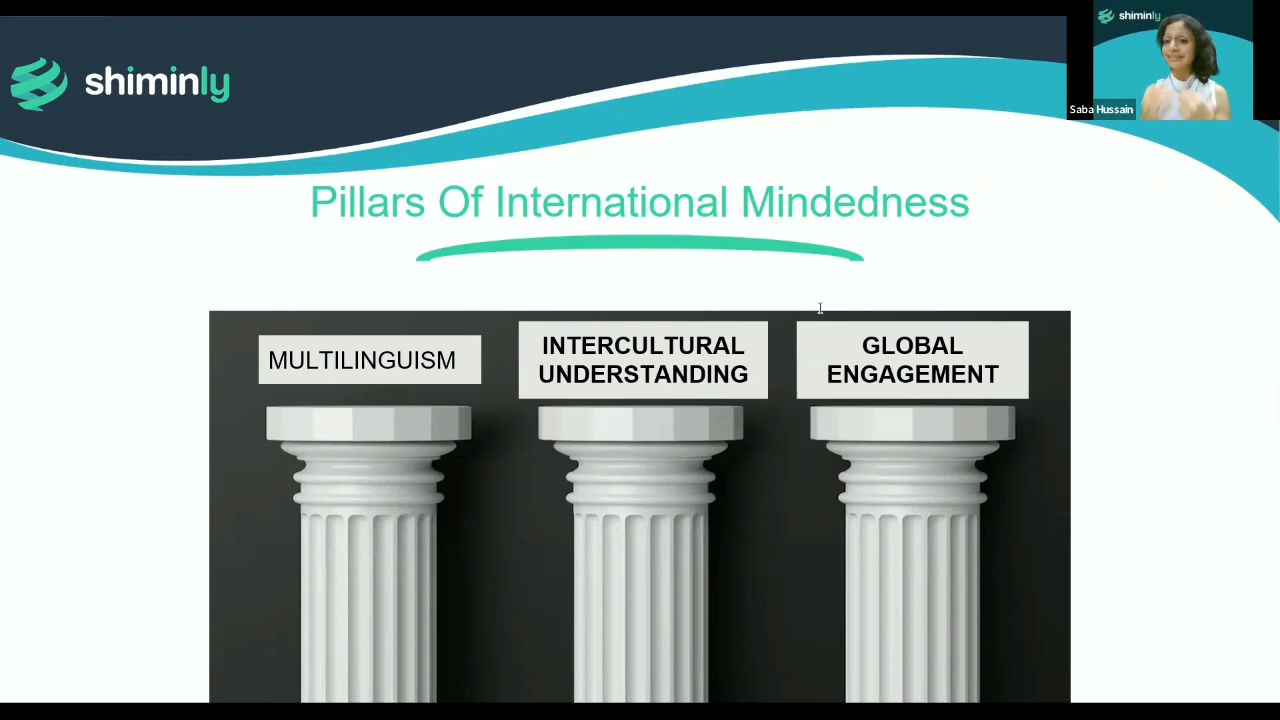 shiminly
shiminly
Saba Hussain
Pillars Of International Mindedness
MULTILINGUISM
INTERCULTURAL
UNDERSTANDING
GLOBAL
ENGAGEMENT